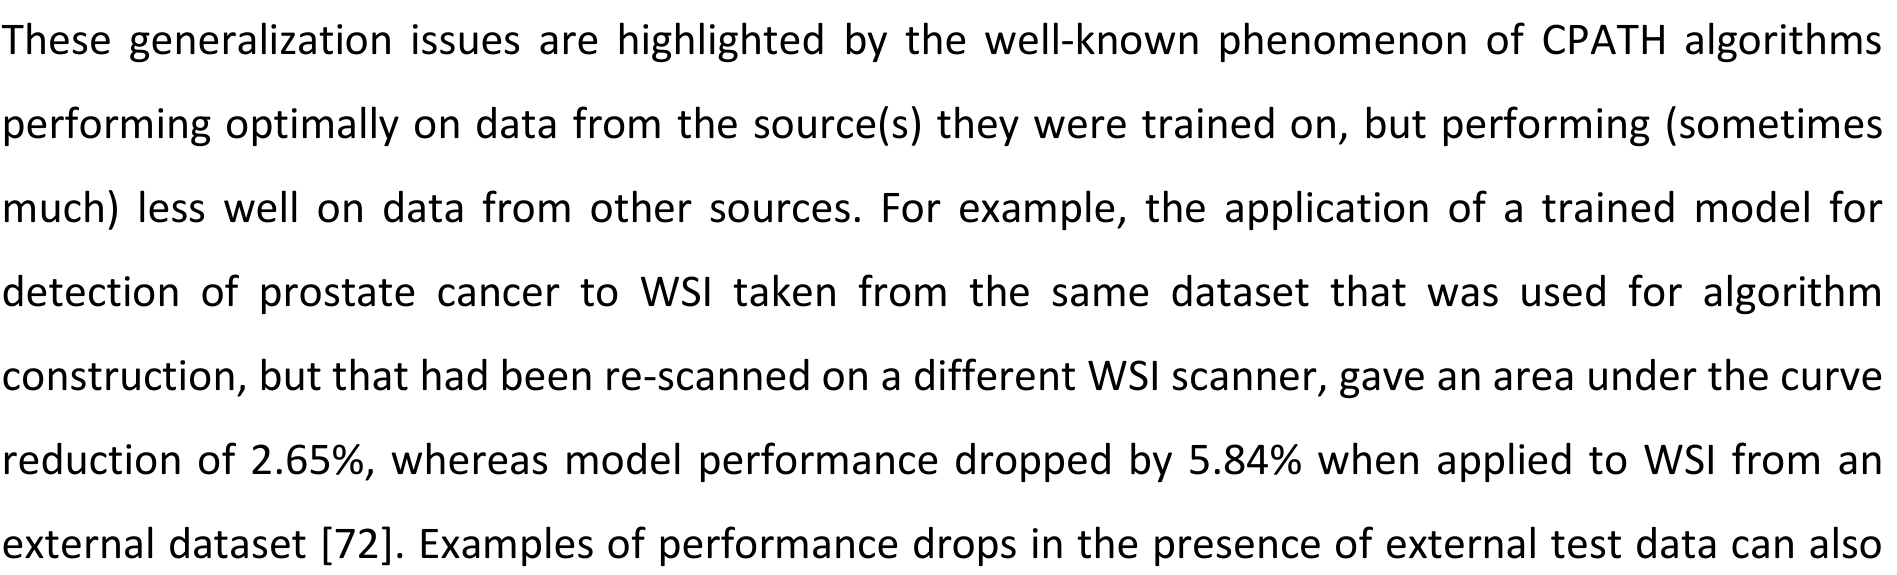 These generalization issues are highlighted by the well-known phenomenon of CPATH algorithms
performing optimally on data from the source(s) they were trained on, but performing (sometimes
much) less well on data from other sources. For example, the application of a trained model for
detection of prostate cancer to WSI taken from the same dataset that was used for algorithm
construction, but that had been re-scanned on a different WSI scanner, gave an area under the curve
reduction of 2.65%, whereas model performance dropped by 5.84% when applied to WSI from an
external dataset [72]. Examples of performance drops in the presence of external test data can also